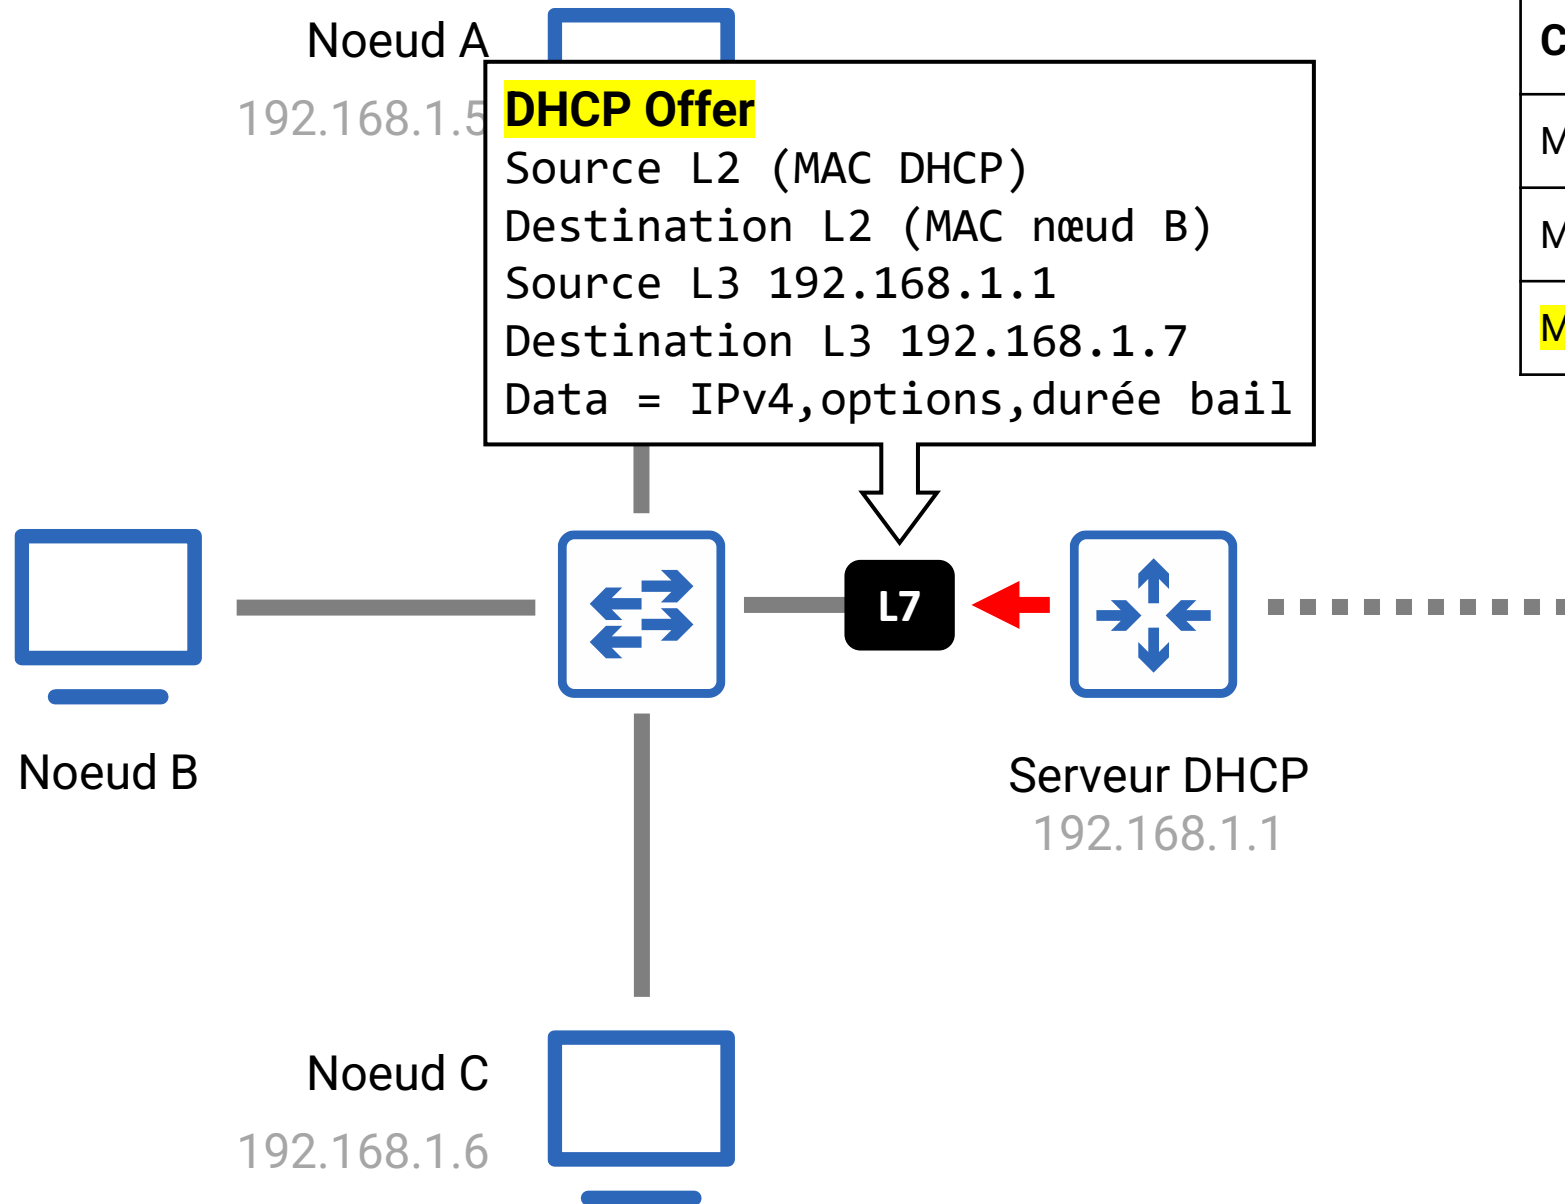 Noeud A
192.168.1.5
DHCP Offer
Source L2 (MAC DHCP)
Destination L2 (MAC nœud B)
Source L3 192.168.1.1
Destination L3 192.168.1.7
Data = IPv4,options,durée bail
L7
Noeud B
Serveur DHCP
192.168.1.1
Noeud C
192.168.1.6